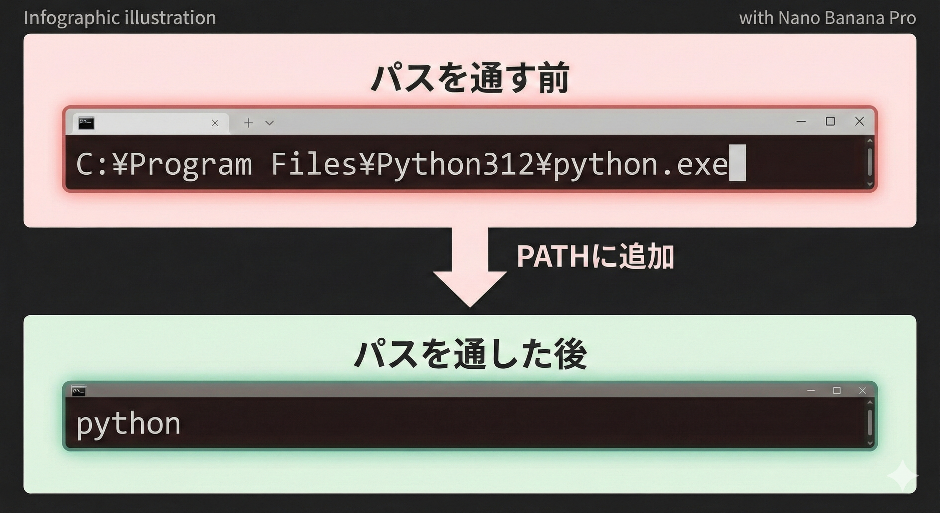 Infographic illustration
with Nano Banana Pro
パスを通す前
C:¥Program Files¥Python312¥python.exe
PATHに追加
パスを通した後
python